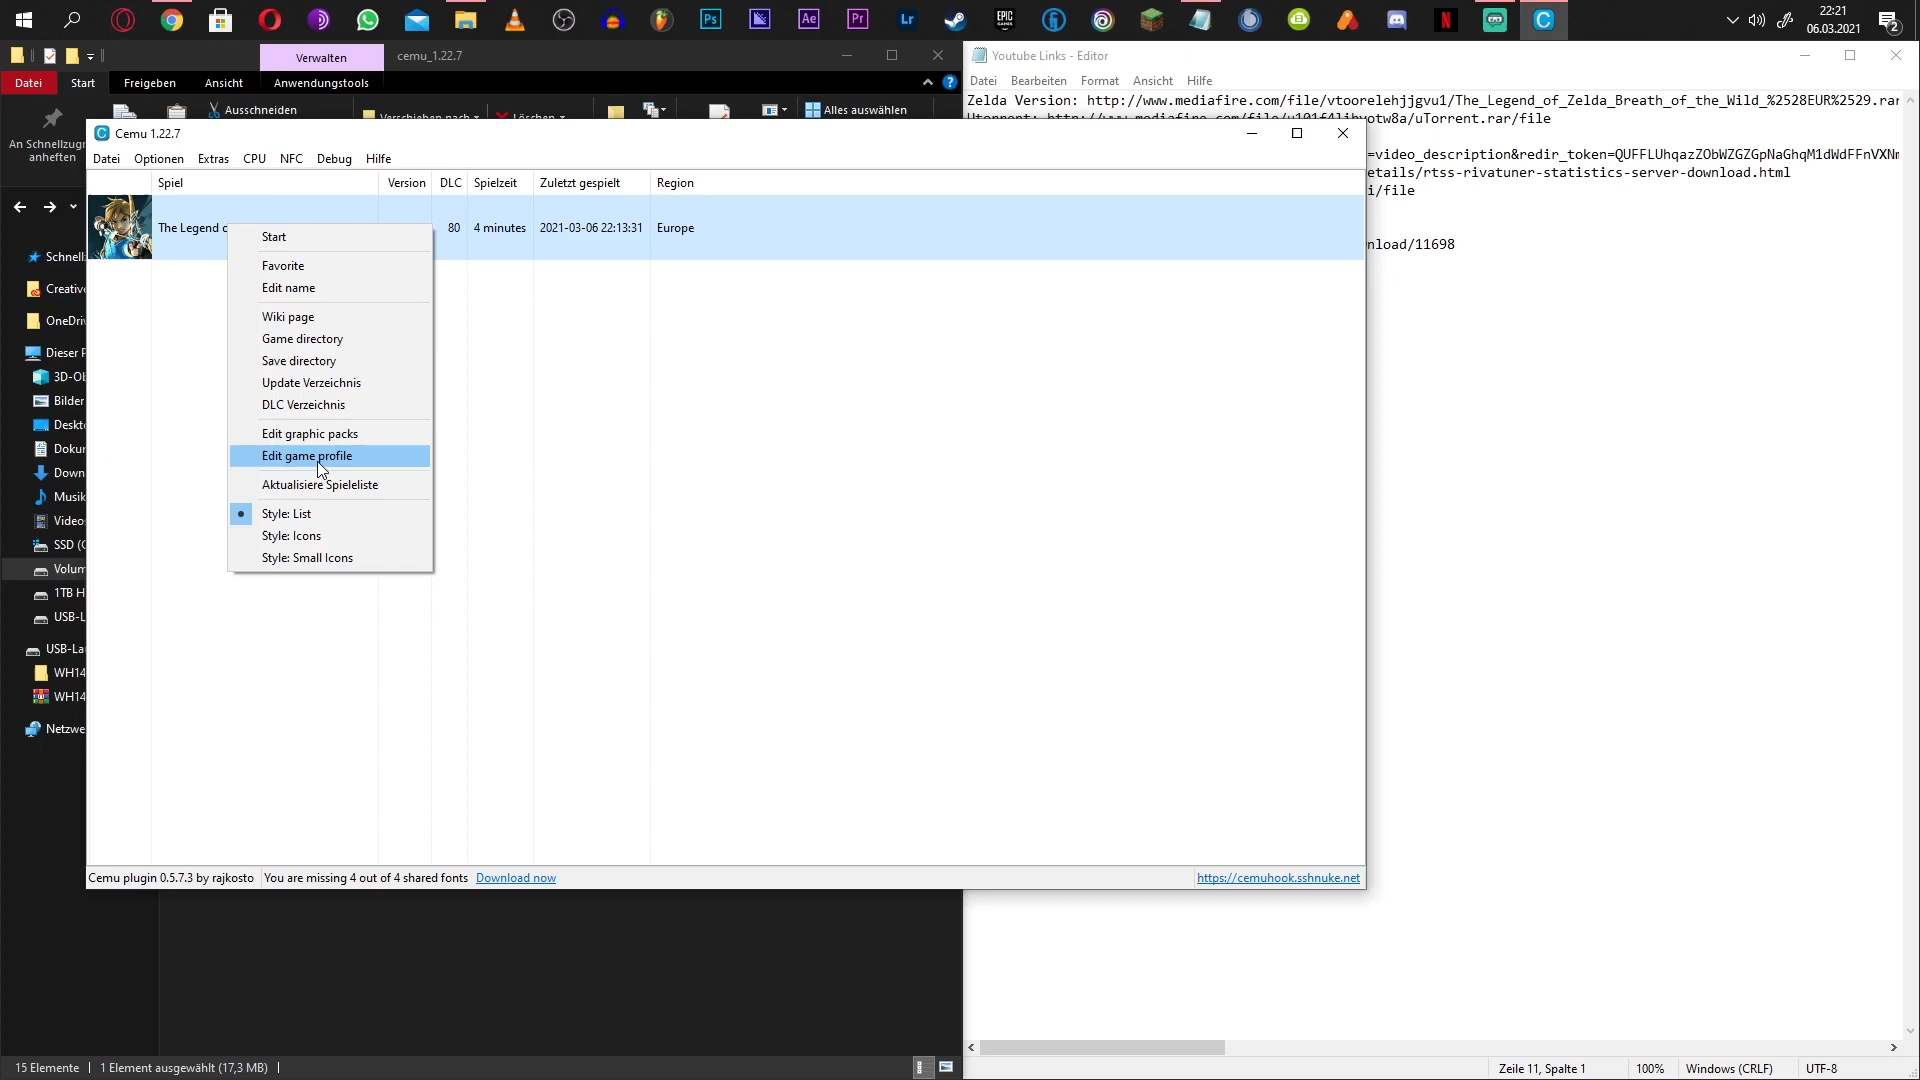 22:21
06.03.2021
2
Verwalten
cemu_1.22.7
Datei Start Freigeben Ansicht Anwendungstools
Ausschneiden
Alles auswählen
An Schnellzugr
anheften
Schnell
Creative
OneDriv
Dieser P
3D-Ob
Bilder
Deskto
Dokum
Down
Musik
Videos
SSD (C
Volum
1TB H
USB-L
USB-La
WH14
WH14
Netzwe
15 Elemente 1 Element ausgewählt (17,3 MB)
Cemu 1.22.7
Datei Optionen Extras CPU NFC Debug Hilfe
Spiel Version DLC Spielzeit Zuletzt gespielt Region
The Legend 80 4 minutes 2021-03-06 22:13:31 Europe
Start
Favorite
Edit name
Wiki page
Game directory
Save directory
Update Verzeichnis
DLC Verzeichnis
Edit graphic packs
Edit game profile
Aktualisiere Spieleliste
Style: List
Style: Icons
Style: Small Icons
Cemu plugin 0.5.7.3 by rajkosto You are missing 4 out of 4 shared fonts Download now https://cemuhook.sshnuke.net
Youtube Links - Editor
Datei Bearbeiten Format Ansicht Hilfe
Zelda Version: http://www.mediafire.com/file/vtoorelehjjgvu1/The_Legend_of_Zelda_Breath_of_the_Wild_%2528EUR%2529.rar
otw8a/uTorrent.rar/file
=video_description&redir_token=QUFFLUhqazZObWZGZGpNaGhqM1dWdFFnVXNm
etails/rtss-rivatuner-statistics-server-download.html
i/file
nload/11698
Zeile 11, Spalte 1 100% Windows (CRLF) UTF-8